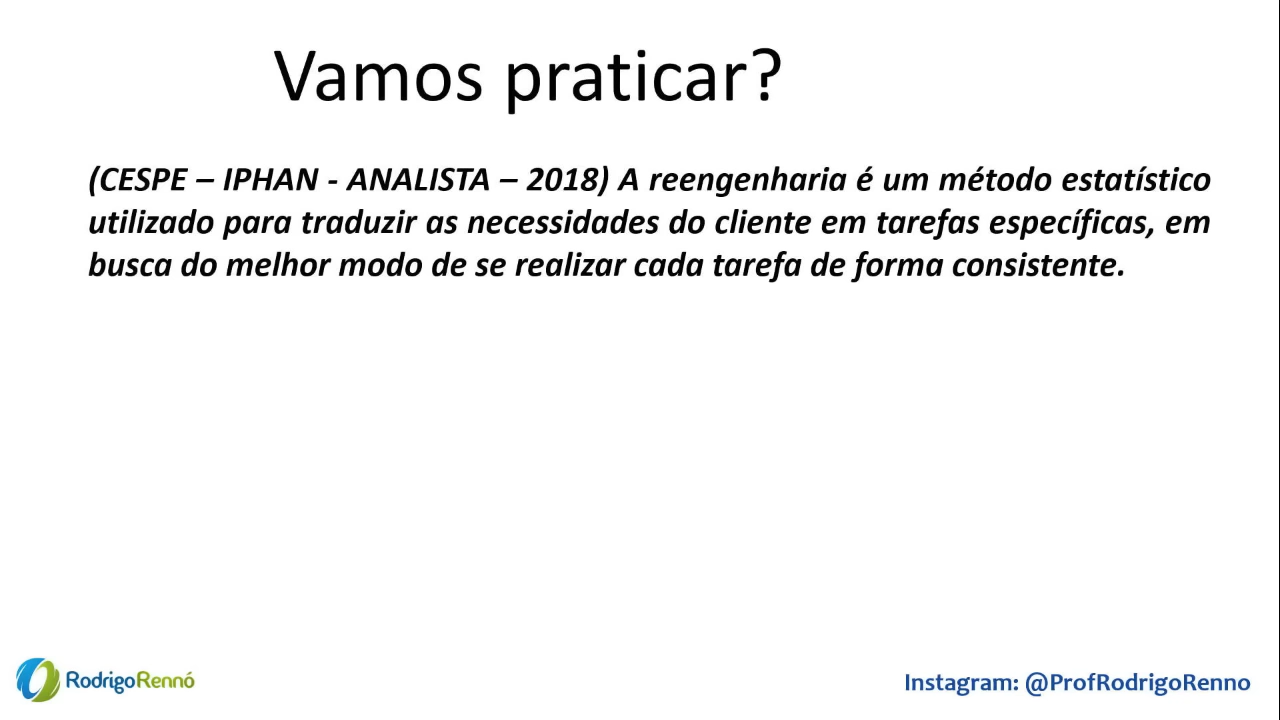 Vamos praticar?
(CESPE – IPHAN - ANALISTA – 2018) A reengenharia é um método estatístico
utilizado para traduzir as necessidades do cliente em tarefas específicas, em
busca do melhor modo de se realizar cada tarefa de forma consistente.
RodrigoRennó
Instagram: @ProfRodrigoRenno